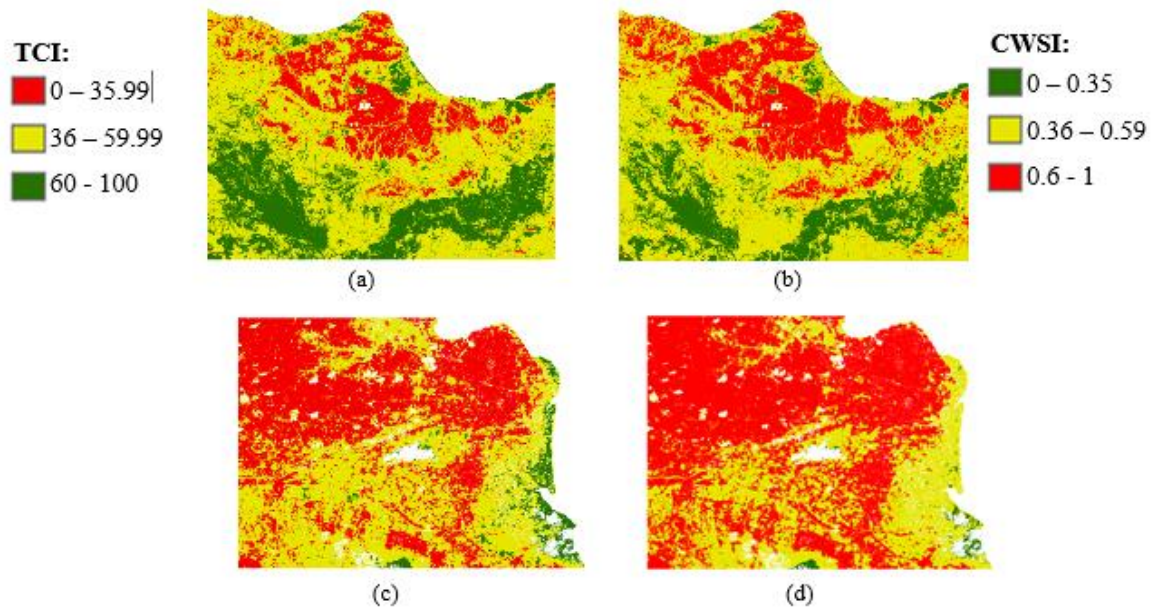 TCI:
0 – 35.99
36 – 59.99
60 - 100
CWSI:
0 – 0.35
0.36 – 0.59
0.6 - 1
(a)
(b)
(c)
(d)